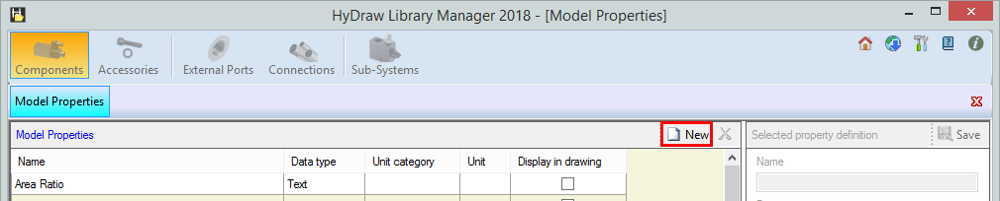 HyDraw Library Manager 2018 - [Model Properties]
Components Accessories External Ports Connections Sub-Systems
Model Properties
Model Properties New Selected property definition Save
Name Data type Unit category Unit Display in drawing Name
Area Ratio Text